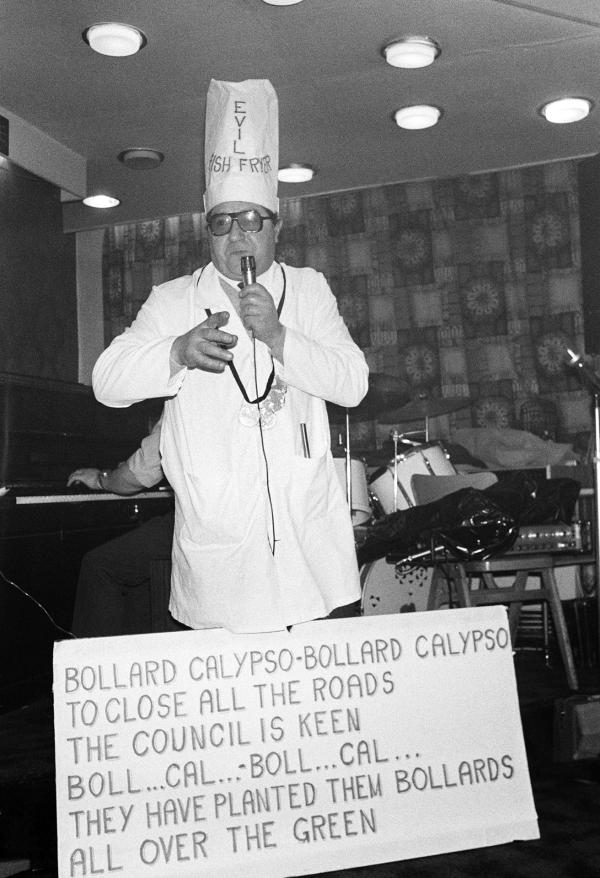 EVIL
FISH FRYER
BOLLARD CALYPSO-BOLLARD CALYPSO
TO CLOSE ALL THE ROADS
THE COUNCIL IS KEEN
BOLL...CAL...-BOLL...CAL...
THEY HAVE PLANTED THEM BOLLARDS
ALL OVER THE GREEN